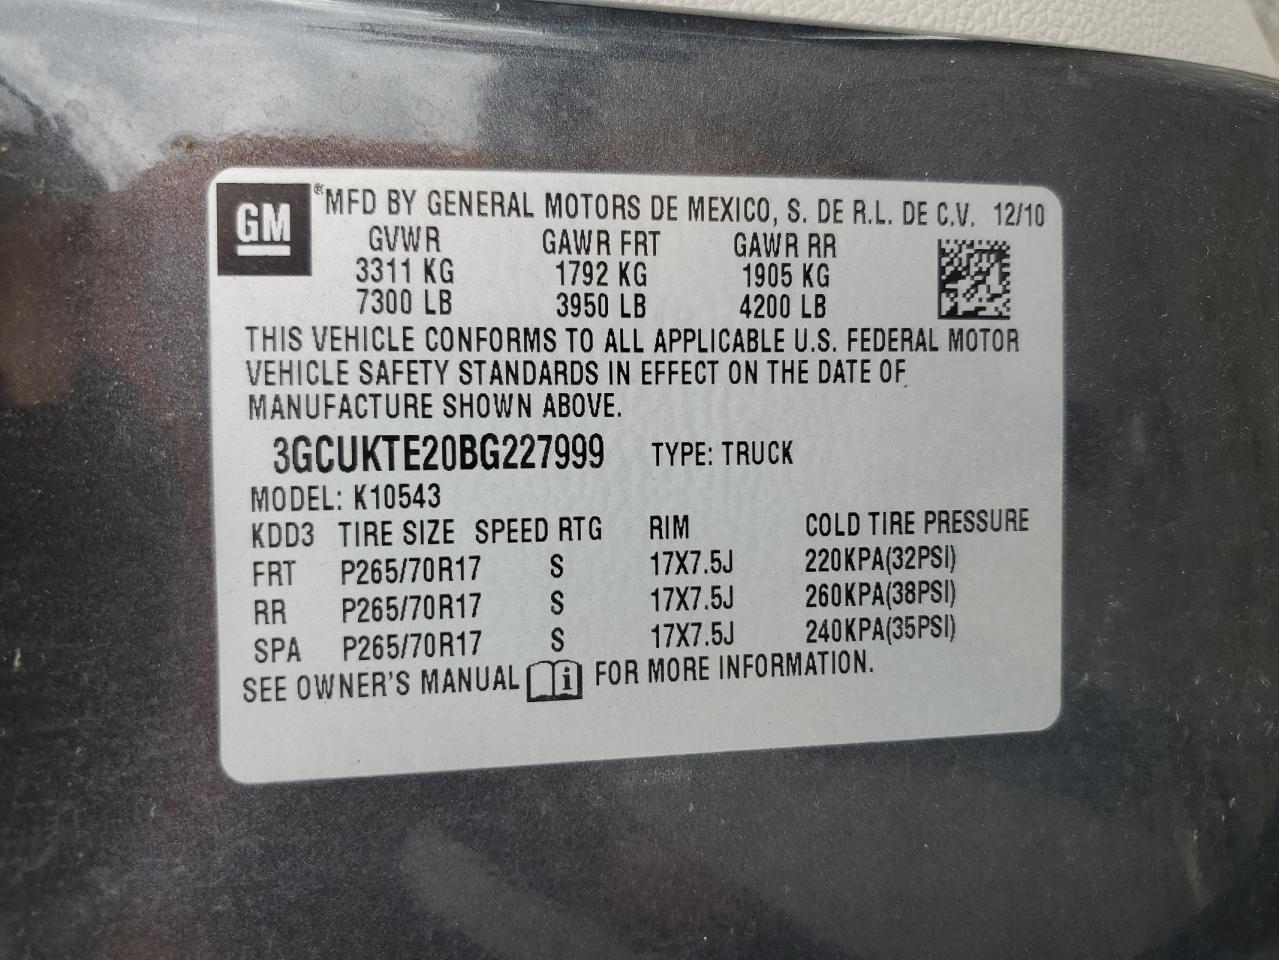 GM ®MFD BY GENERAL MOTORS DE MEXICO, S. DE R.L. DE C.V. 12/10
GVWR GAWR FRT GAWR RR
3311 KG 1792 KG 1905 KG
7300 LB 3950 LB 4200 LB
THIS VEHICLE CONFORMS TO ALL APPLICABLE U.S. FEDERAL MOTOR
VEHICLE SAFETY STANDARDS IN EFFECT ON THE DATE OF
MANUFACTURE SHOWN ABOVE.
3GCUKTE20BG227999 TYPE: TRUCK
MODEL: K10543
KDD3 TIRE SIZE SPEED RTG RIM COLD TIRE PRESSURE
FRT P265/70R17 S 17X7.5J 220KPA(32PSI)
RR P265/70R17 S 17X7.5J 260KPA(38PSI)
SPA P265/70R17 S 17X7.5J 240KPA(35PSI)
SEE OWNER'S MANUAL i FOR MORE INFORMATION.